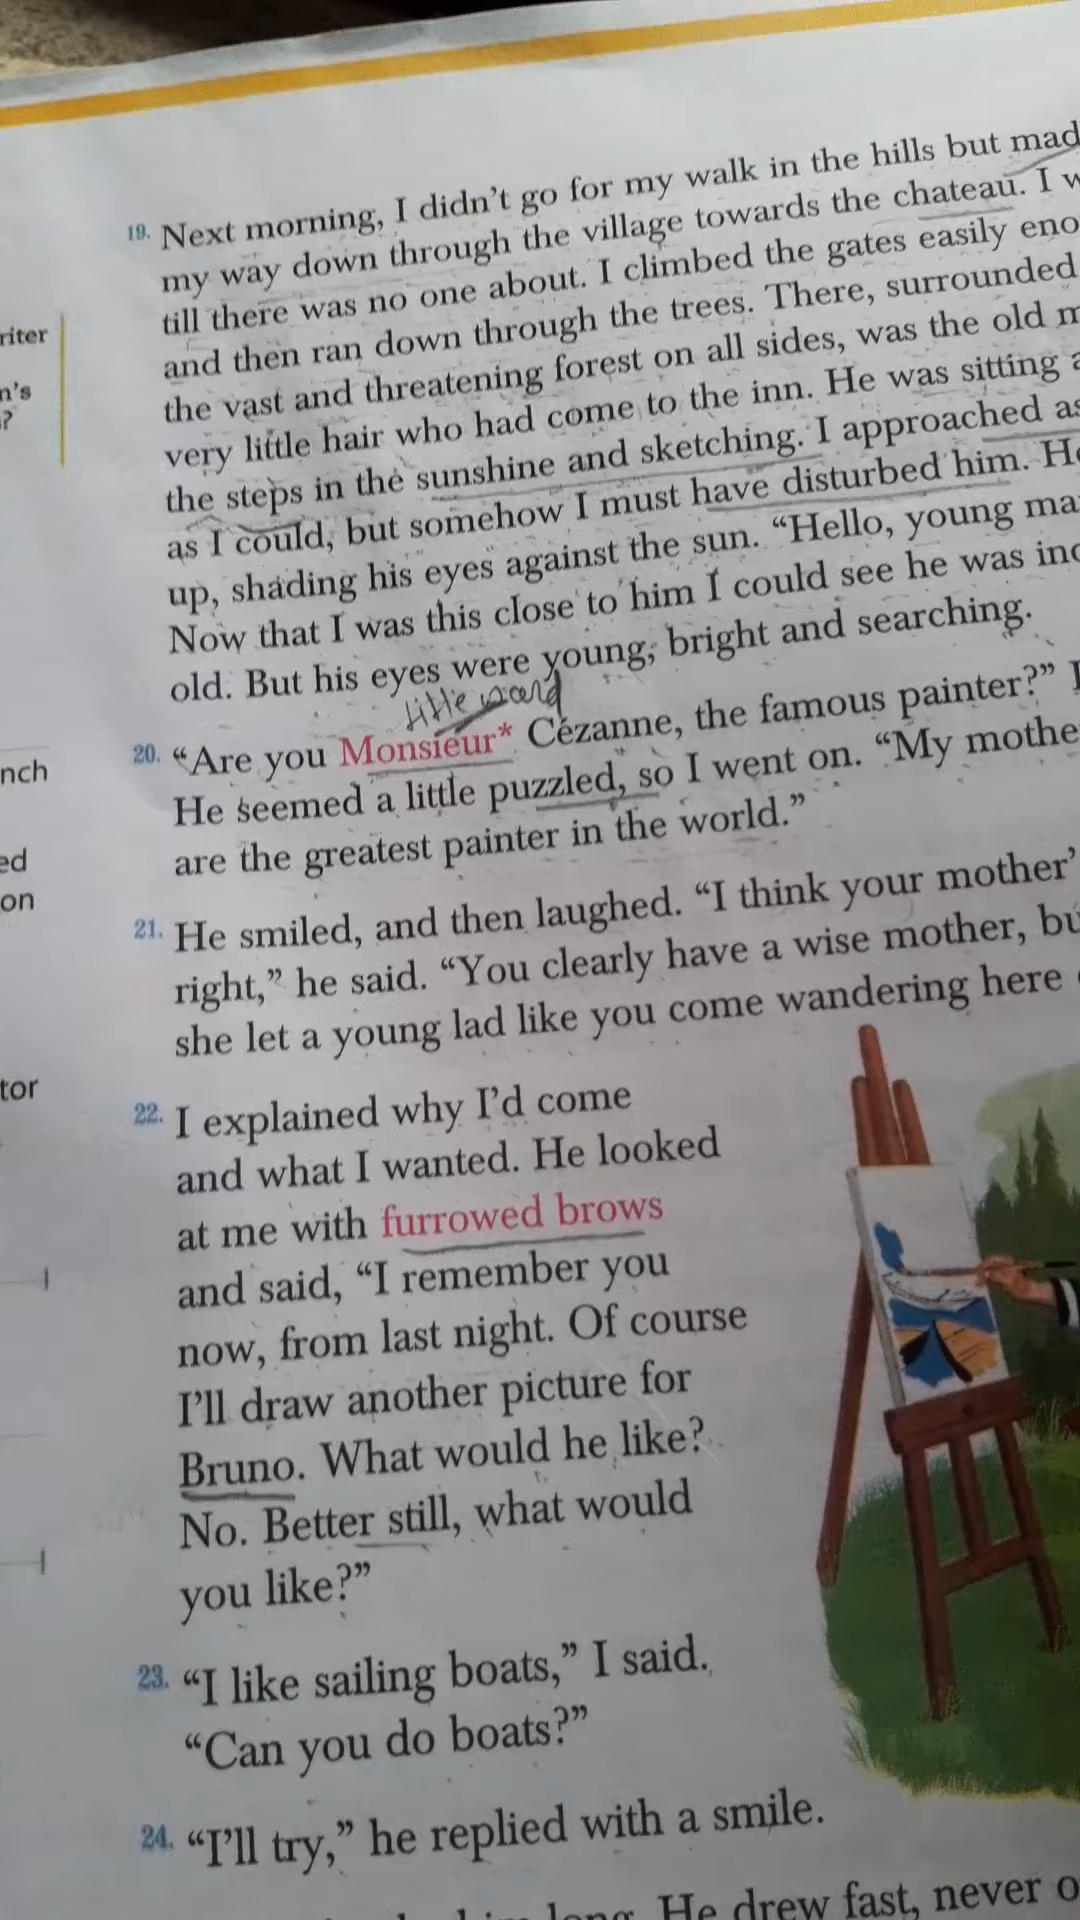 19. Next morning, I didn't go for my walk in the hills but
my way down through the village towards the chateau. I
till there was no one about. I climbed the gates easily
and then ran down through the trees. There, surrounded
the vast and threatening forest on all sides, was the old
very little hair who had come to the inn. He was sitting
the steps in the sunshine and sketching. I approached as
as I could, but somehow I must have disturbed him.
up, shading his eyes against the sun. “Hello, young
Now that I was this close to him I could see he was
old. But his eyes were young, bright and searching.
little
20. “Are you Monsieur* Cézanne, the famous painter?”
He seemed a little puzzled, so I went on. “My
are the greatest painter in the world.”
21. He smiled, and then laughed. “I think your mother’
right,” he said. “You clearly have a wise mother,
she let a young lad like you come wandering here
22. I explained why I’d come
and what I wanted. He looked
at me with furrowed brows
and said, “I remember you
now, from last night. Of course
I’ll draw another picture for
Bruno. What would he like?
No. Better still, what would
you like?”
23. “I like sailing boats,” I said.
“Can you do boats?”
24. “I’ll try,” he replied with a smile.
long. He drew fast, never
riter
n’s
?
nch
ed
on
tor